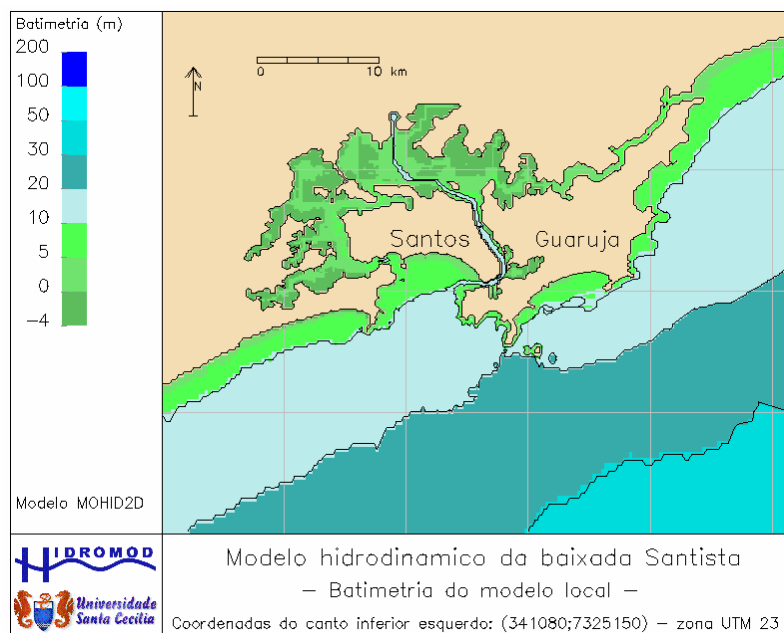 Batimetria (m)
200
100
50
30
20
10
5
0
−4
Modelo MOHID2D
0 10 km
N
Santos Guaruja
HIDROMOD
Universidade
Santa Cecília
Modelo hidrodinamico da baixada Santista
− Batimetria do modelo local −
Coordenadas do canto inferior esquerdo: (341080;7325150) − zona UTM 23